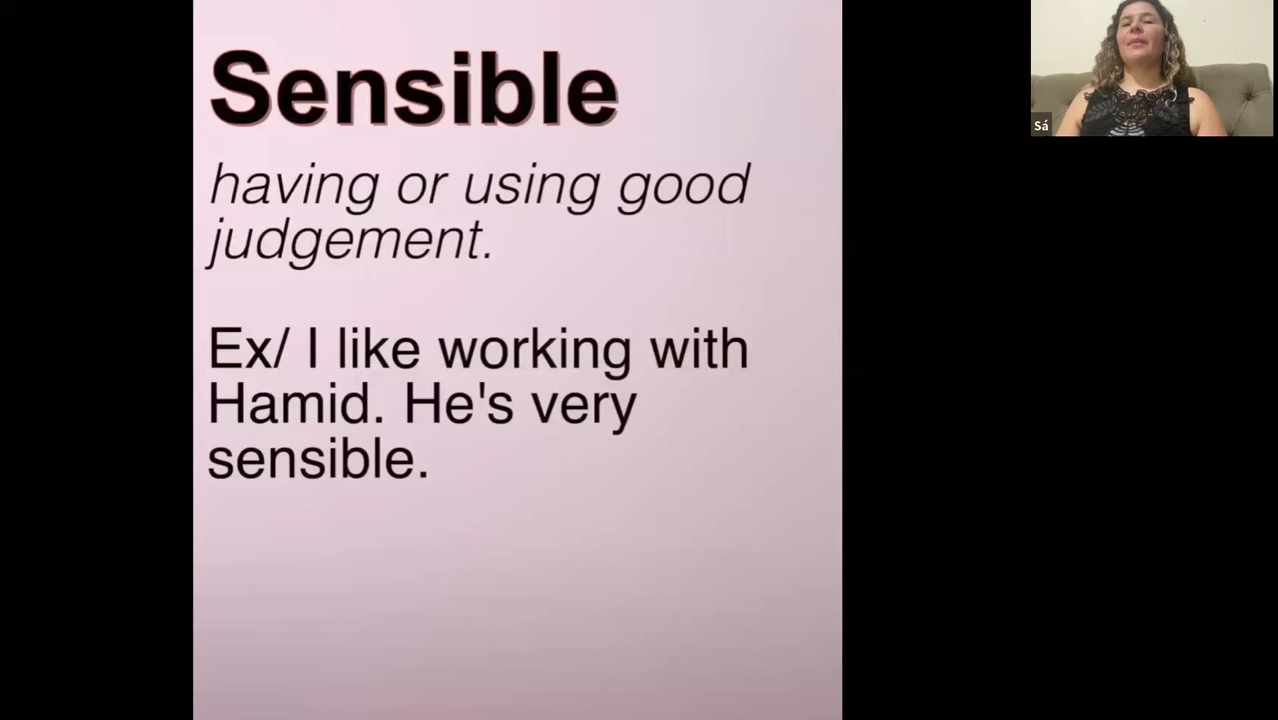 Sensible
having or using good
judgement.
Ex/ I like working with
Hamid. He's very
sensible.
Sá